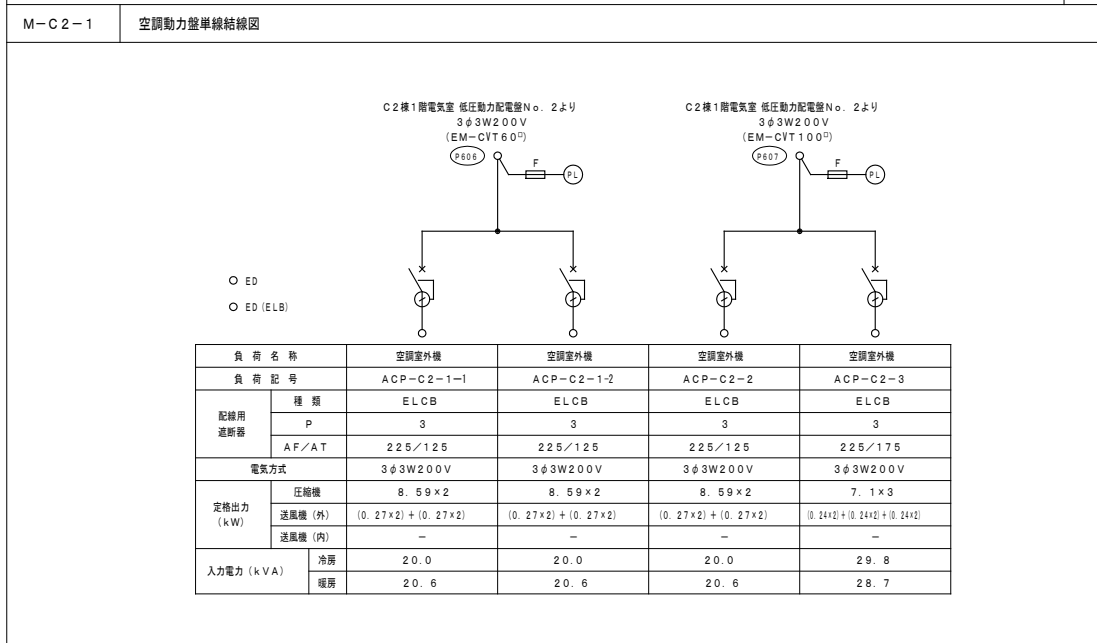 M－C2－1 空調動力盤単線結線図
C2棟1階電気室 低圧動力配電盤No. 2より C2棟1階電気室 低圧動力配電盤No. 2より
3φ3W200V 3φ3W200V
(EM－CVT60□) (EM－CVT100□)
P606 F PL P607 F PL
ED
ED(ELB)
負荷名称 空調室外機 空調室外機 空調室外機 空調室外機
負荷記号 ACP－C2－1－1 ACP－C2－1-2 ACP－C2－2 ACP－C2－3
配線用遮断器 種類 ELCB ELCB ELCB ELCB
P 3 3 3 3
AF／AT 225／125 225／125 225／125 225／175
電気方式 3φ3W200V 3φ3W200V 3φ3W200V 3φ3W200V
定格出力(kW) 圧縮機 8. 59×2 8. 59×2 8. 59×2 7. 1×3
送風機（外） (0. 27×2)＋(0. 27×2) (0. 27×2)＋(0. 27×2) (0. 27×2)＋(0. 27×2) (0. 24×2)＋(0. 24×2)＋(0. 24×2)
送風機（内） － － － －
入力電力（kVA） 冷房 20.0 20.0 20.0 29. 8
暖房 20. 6 20. 6 20. 6 28. 7